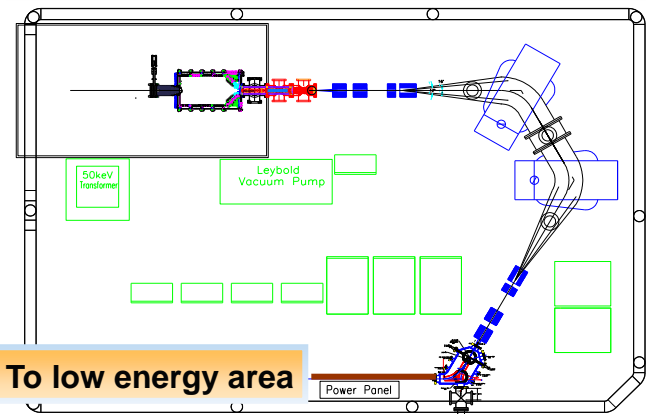 50keV
Transformer
Leybold
Vacuum Pump
To low energy area
Power Panel